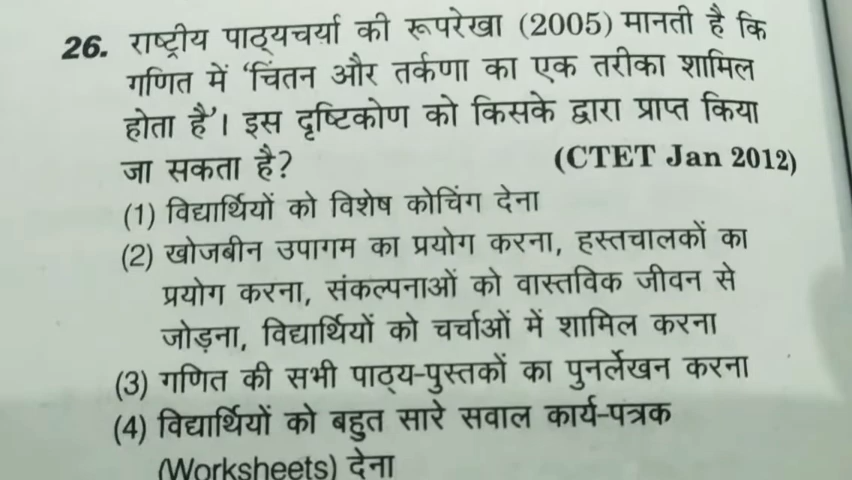 26. राष्ट्रीय पाठ्यचर्या की रूपरेखा (2005) मानती है कि
गणित में ‘चिंतन और तर्कणा का एक तरीका शामिल
होता है’। इस दृष्टिकोण को किसके द्वारा प्राप्त किया
जा सकता है? (CTET Jan 2012)
(1) विद्यार्थियों को विशेष कोचिंग देना
(2) खोजबीन उपागम का प्रयोग करना, हस्तचालकों का
प्रयोग करना, संकल्पनाओं को वास्तविक जीवन से
जोड़ना, विद्यार्थियों को चर्चाओं में शामिल करना
(3) गणित की सभी पाठ्य-पुस्तकों का पुनर्लेखन करना
(4) विद्यार्थियों को बहुत सारे सवाल कार्य-पत्रक
(Worksheets) देना